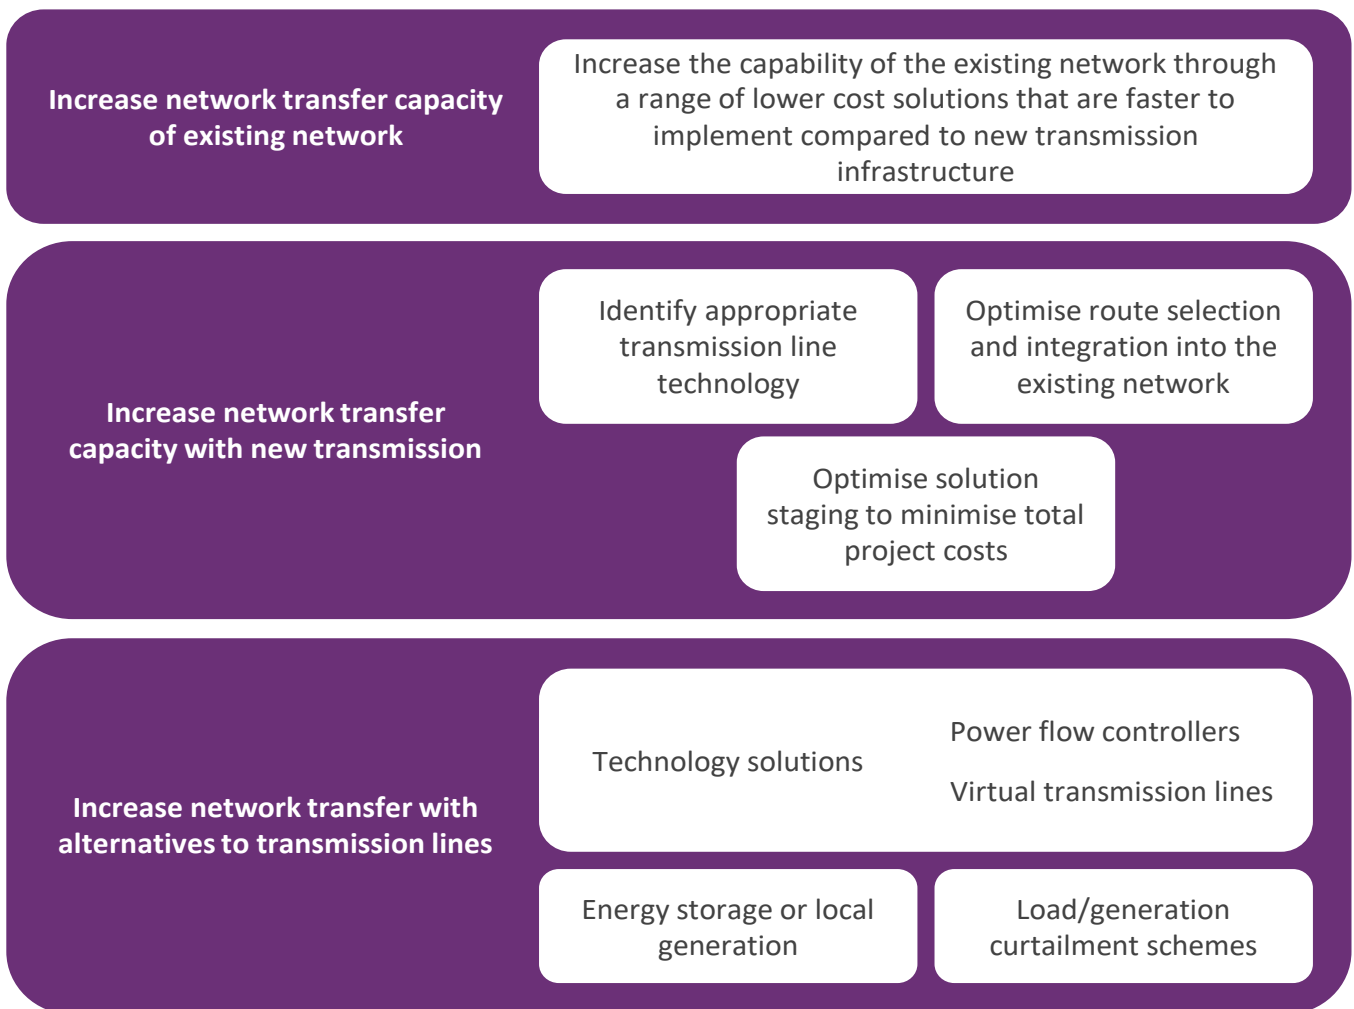 Increase network transfer capacity
of existing network
Increase the capability of the existing network through
a range of lower cost solutions that are faster to
implement compared to new transmission
infrastructure
Increase network transfer
capacity with new transmission
Identify appropriate
transmission line
technology
Optimise route selection
and integration into the
existing network
Optimise solution
staging to minimise total
project costs
Increase network transfer with
alternatives to transmission lines
Technology solutions
Power flow controllers
Virtual transmission lines
Energy storage or local
generation
Load/generation
curtailment schemes